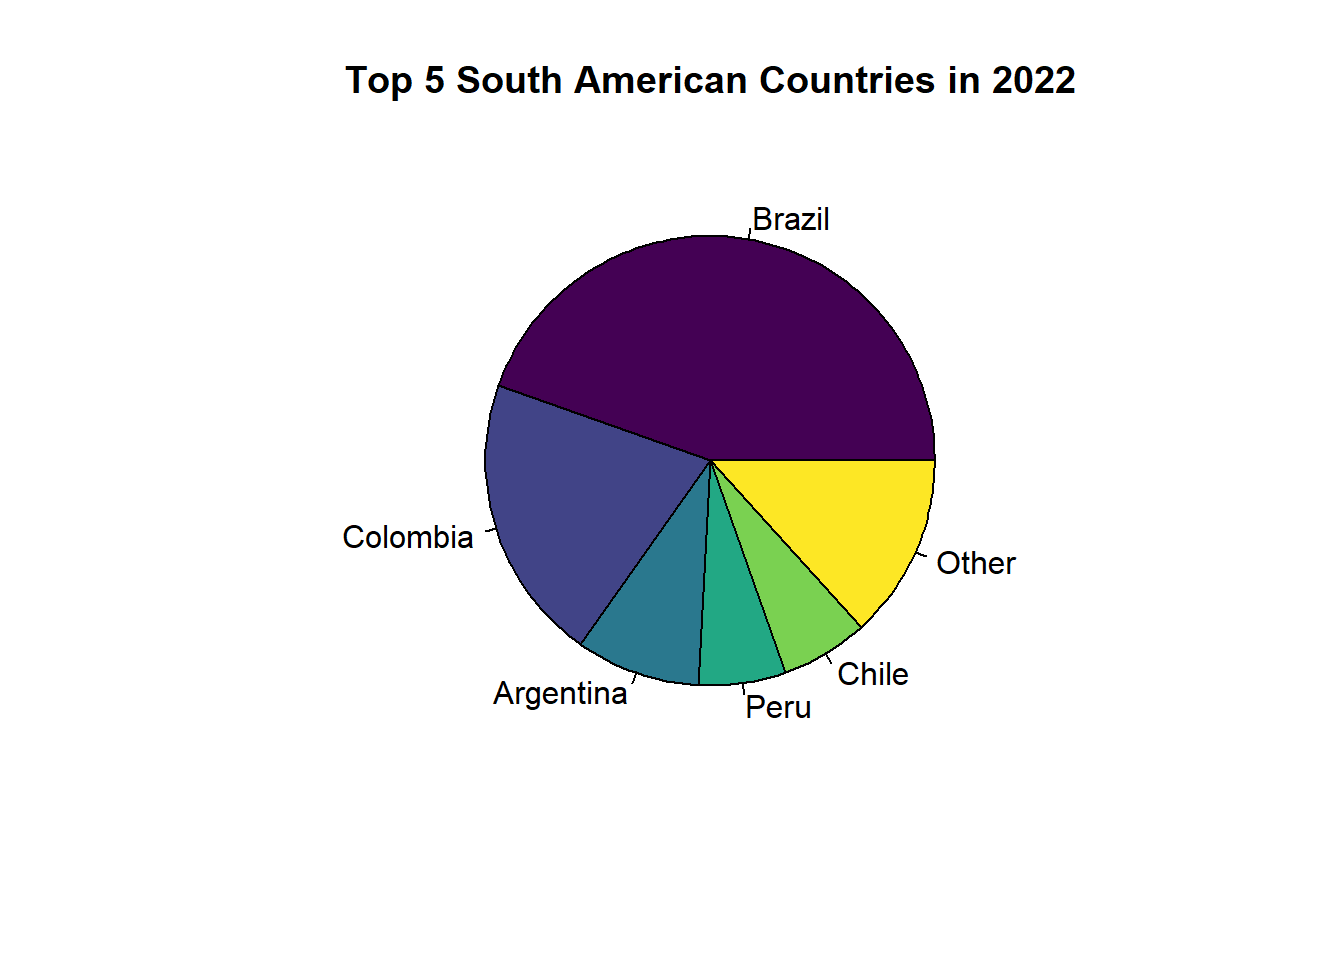 Top 5 South American Countries in 2022
Brazil
Colombia
Other
Chile
Argentina
Peru